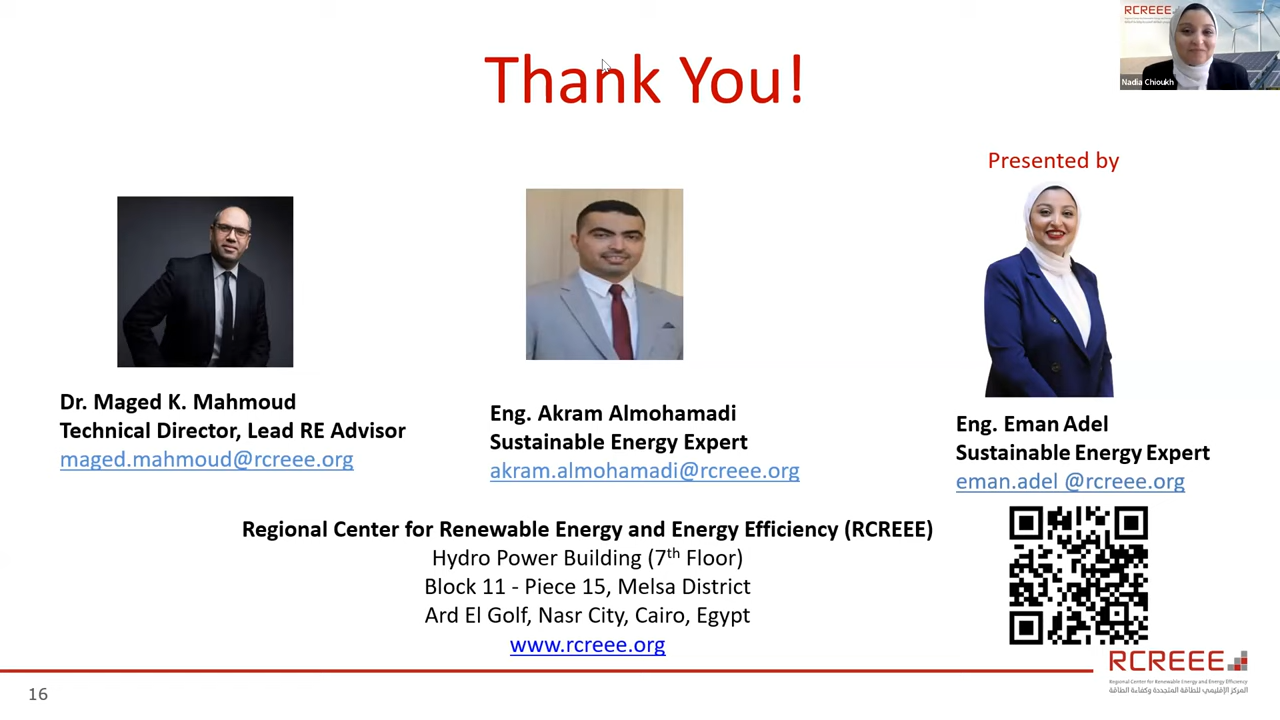 RCREEE
Nadia Chioukh
Thank You!
Presented by
Dr. Maged K. Mahmoud
Technical Director, Lead RE Advisor
maged.mahmoud@rcreee.org
Eng. Akram Almohamadi
Sustainable Energy Expert
akram.almohamadi@rcreee.org
Eng. Eman Adel
Sustainable Energy Expert
eman.adel @rcreee.org
Regional Center for Renewable Energy and Energy Efficiency (RCREEE)
Hydro Power Building (7th Floor)
Block 11 - Piece 15, Melsa District
Ard El Golf, Nasr City, Cairo, Egypt
www.rcreee.org
RCREEE
Regional Center for Renewable Energy and Energy Efficiency
المركز الإقليمي للطاقة المتجددة وكفاءة الطاقة
16